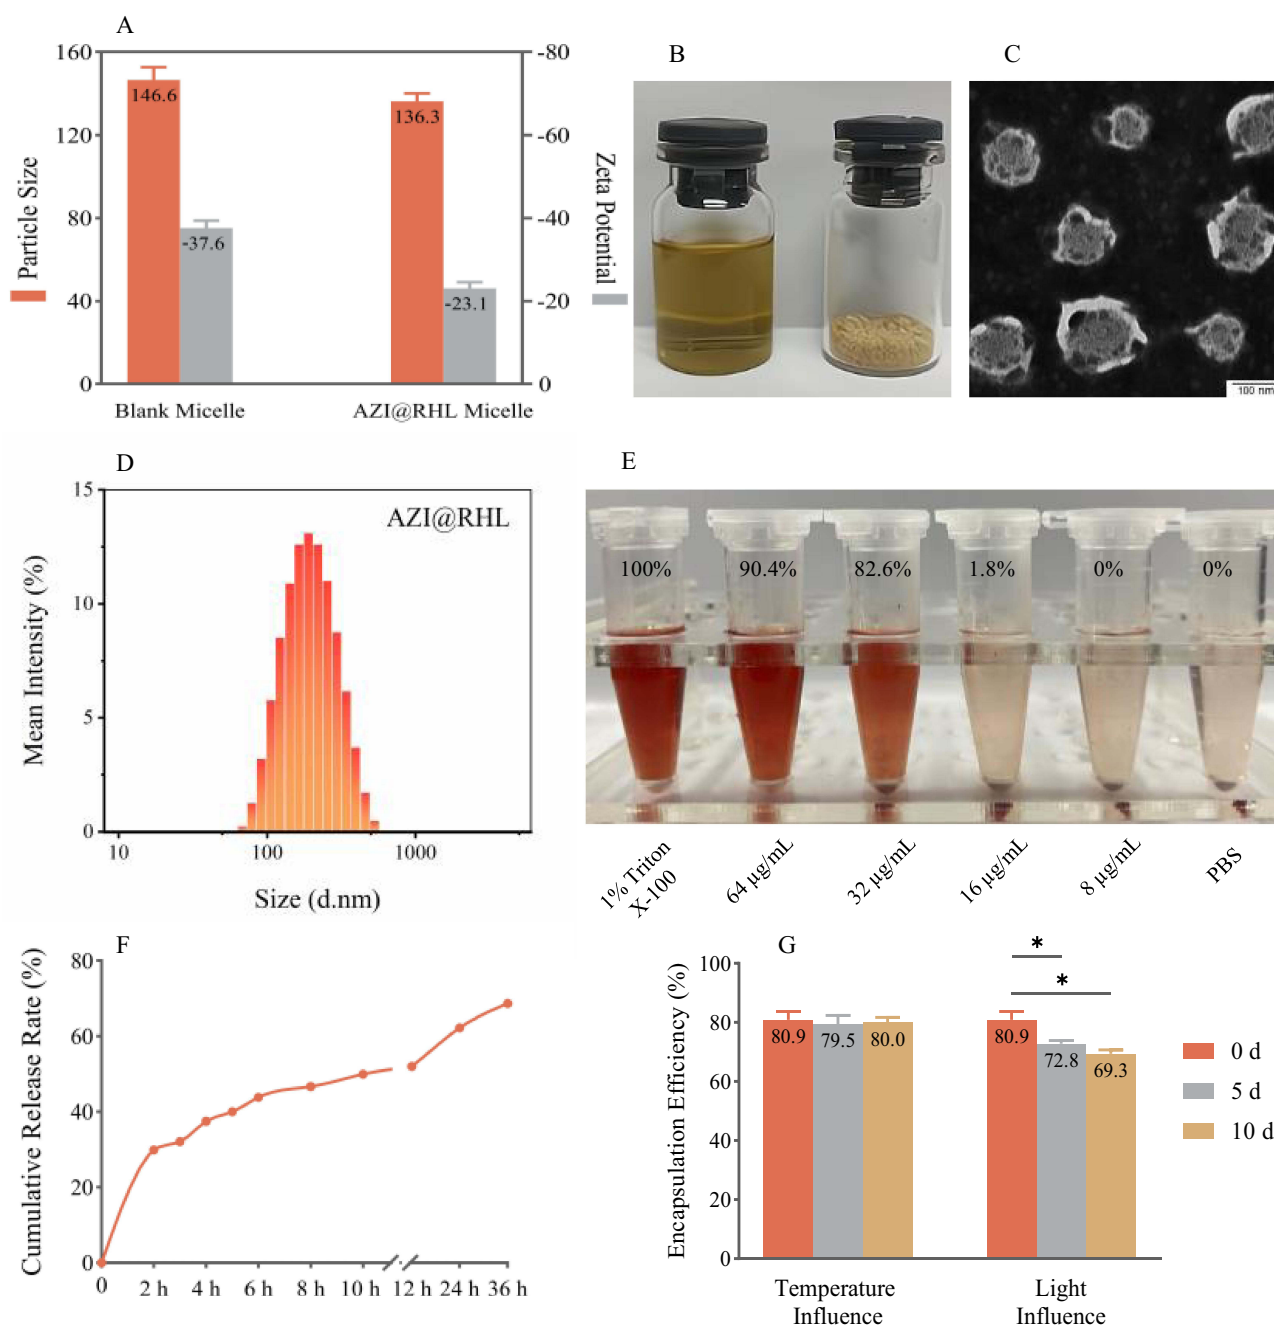 A
160
120
80
40
0
Particle Size
146.6
-37.6
136.3
-23.1
-80
-60
-40
-20
0
Zeta Potential
Blank Micelle
AZI@RHL Micelle
B
C
100 nm
D
15
10
5
0
Mean Intensity (%)
AZI@RHL
10
100
1000
Size (d.nm)
E
100%
90.4%
82.6%
1.8%
0%
0%
1% Triton
X-100
64 µg/mL
32 µg/mL
16 µg/mL
8 µg/mL
PBS
F
80
60
40
20
0
Cumulative Release Rate (%)
0
2 h
4 h
6 h
8 h
10 h
12 h
24 h
36 h
G
100
80
60
40
20
0
Encapsulation Efficiency (%)
*
*
80.9
79.5
80.0
80.9
72.8
69.3
Temperature
Influence
Light
Influence
0 d
5 d
10 d